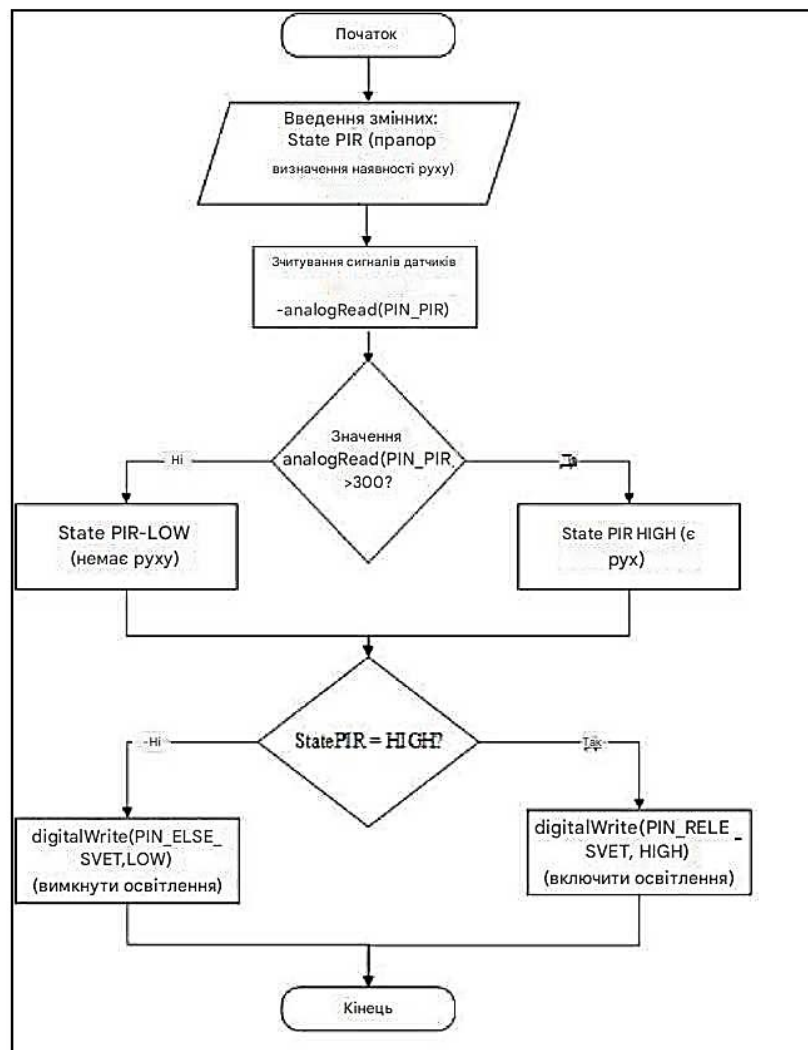 Початок
Введення змінних:
State PIR (прапор
визначення наявності руху)
Зчитування сигналів датчиків
-analogRead(PIN_PIR)
Значення
analogRead(PIN_PIR
>300?
Ні
State PIR-LOW
(немає руху)
State PIR HIGH (є
рух)
StatePIR = HIGH?
-Ні
Так
digitalWrite(PIN_ELSE_
SVET,LOW)
(вимкнути освітлення)
digitalWrite(PIN_RELE_
SVET, HIGH)
(включити освітлення)
Кінець